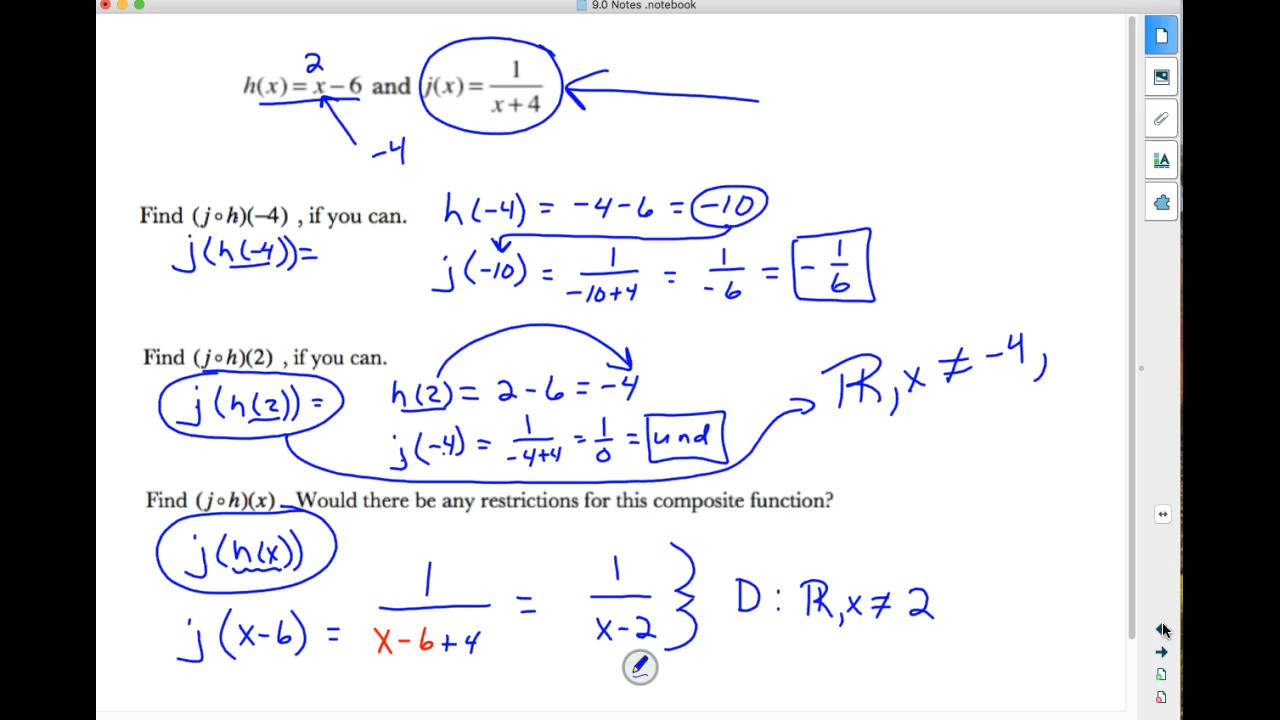 9.0 Notes .notebook
2
h(x) = x − 6 and j(x) = 1/(x + 4)
-4
Find (j∘h)(−4) , if you can.
h(-4) = -4-6 = -10
j(h(-4)) =
j(-10) = 1/(-10+4) = 1/-6 = -1/6
Find (j∘h)(2) , if you can.
ℝ, x ≠ -4,
j(h(2)) =
h(2) = 2 - 6 = -4
j(-4) = 1/(-4+4) = 1/0 = und
Find (j∘h)(x) . Would there be any restrictions for this composite function?
j(h(x))
j(x-6) = 1/(x-6+4) = 1/(x-2) } D : ℝ, x ≠ 2